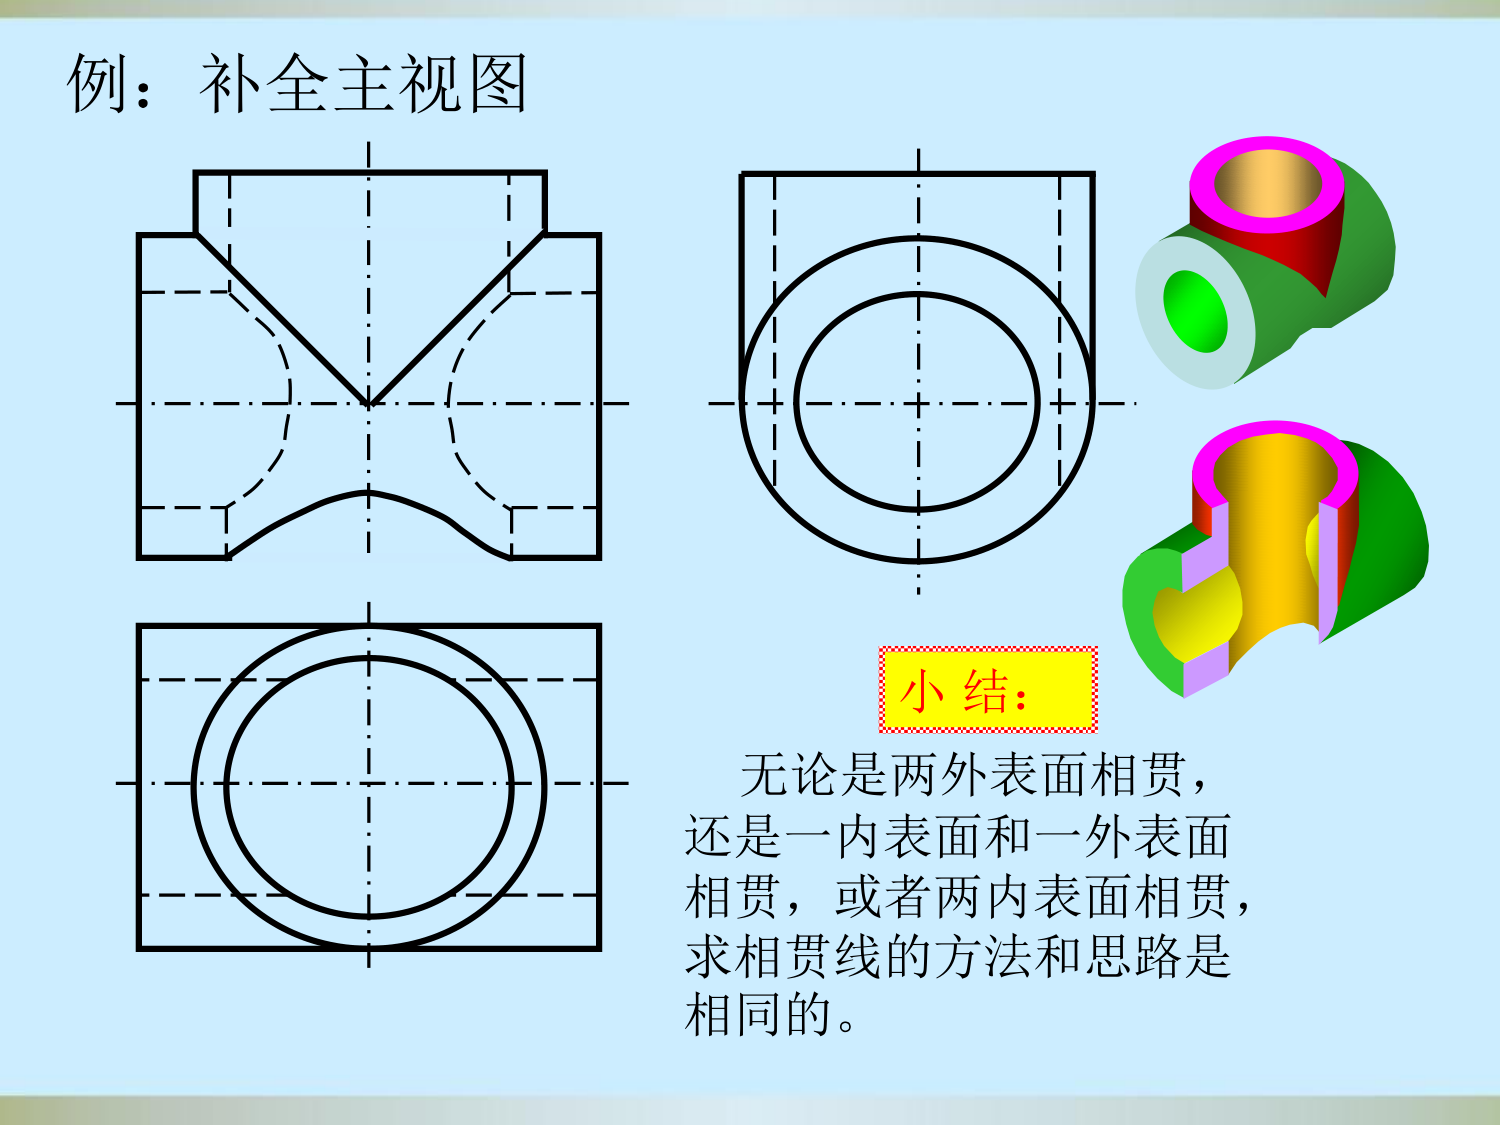 例：补全主视图
小 结：
无论是两外表面相贯，
还是一内表面和一外表面
相贯，或者两内表面相贯，
求相贯线的方法和思路是
相同的。